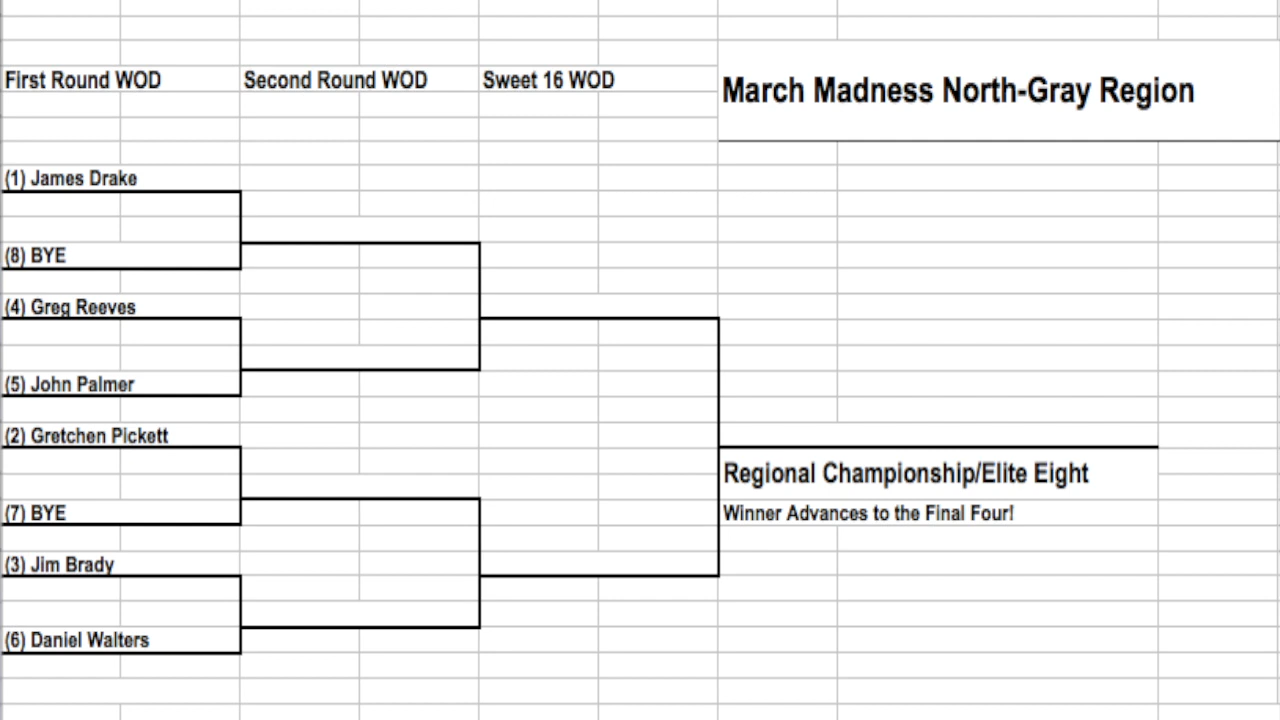 First Round WOD
Second Round WOD
Sweet 16 WOD
March Madness North-Gray Region
(1) James Drake
(8) BYE
(4) Greg Reeves
(5) John Palmer
(2) Gretchen Pickett
(7) BYE
(3) Jim Brady
(6) Daniel Walters
Regional Championship/Elite Eight
Winner Advances to the Final Four!